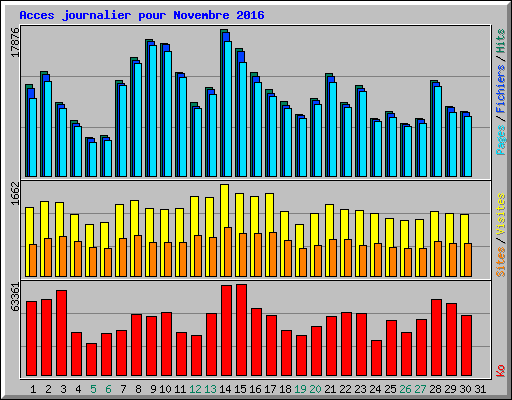 Acces journalier pour Novembre 2016
17876
Pages / Fichiers / Hits
1662
Sites / Visites
63361
Ko
1 2 3 4 5 6 7 8 9 10 11 12 13 14 15 16 17 18 19 20 21 22 23 24 25 26 27 28 29 30 31